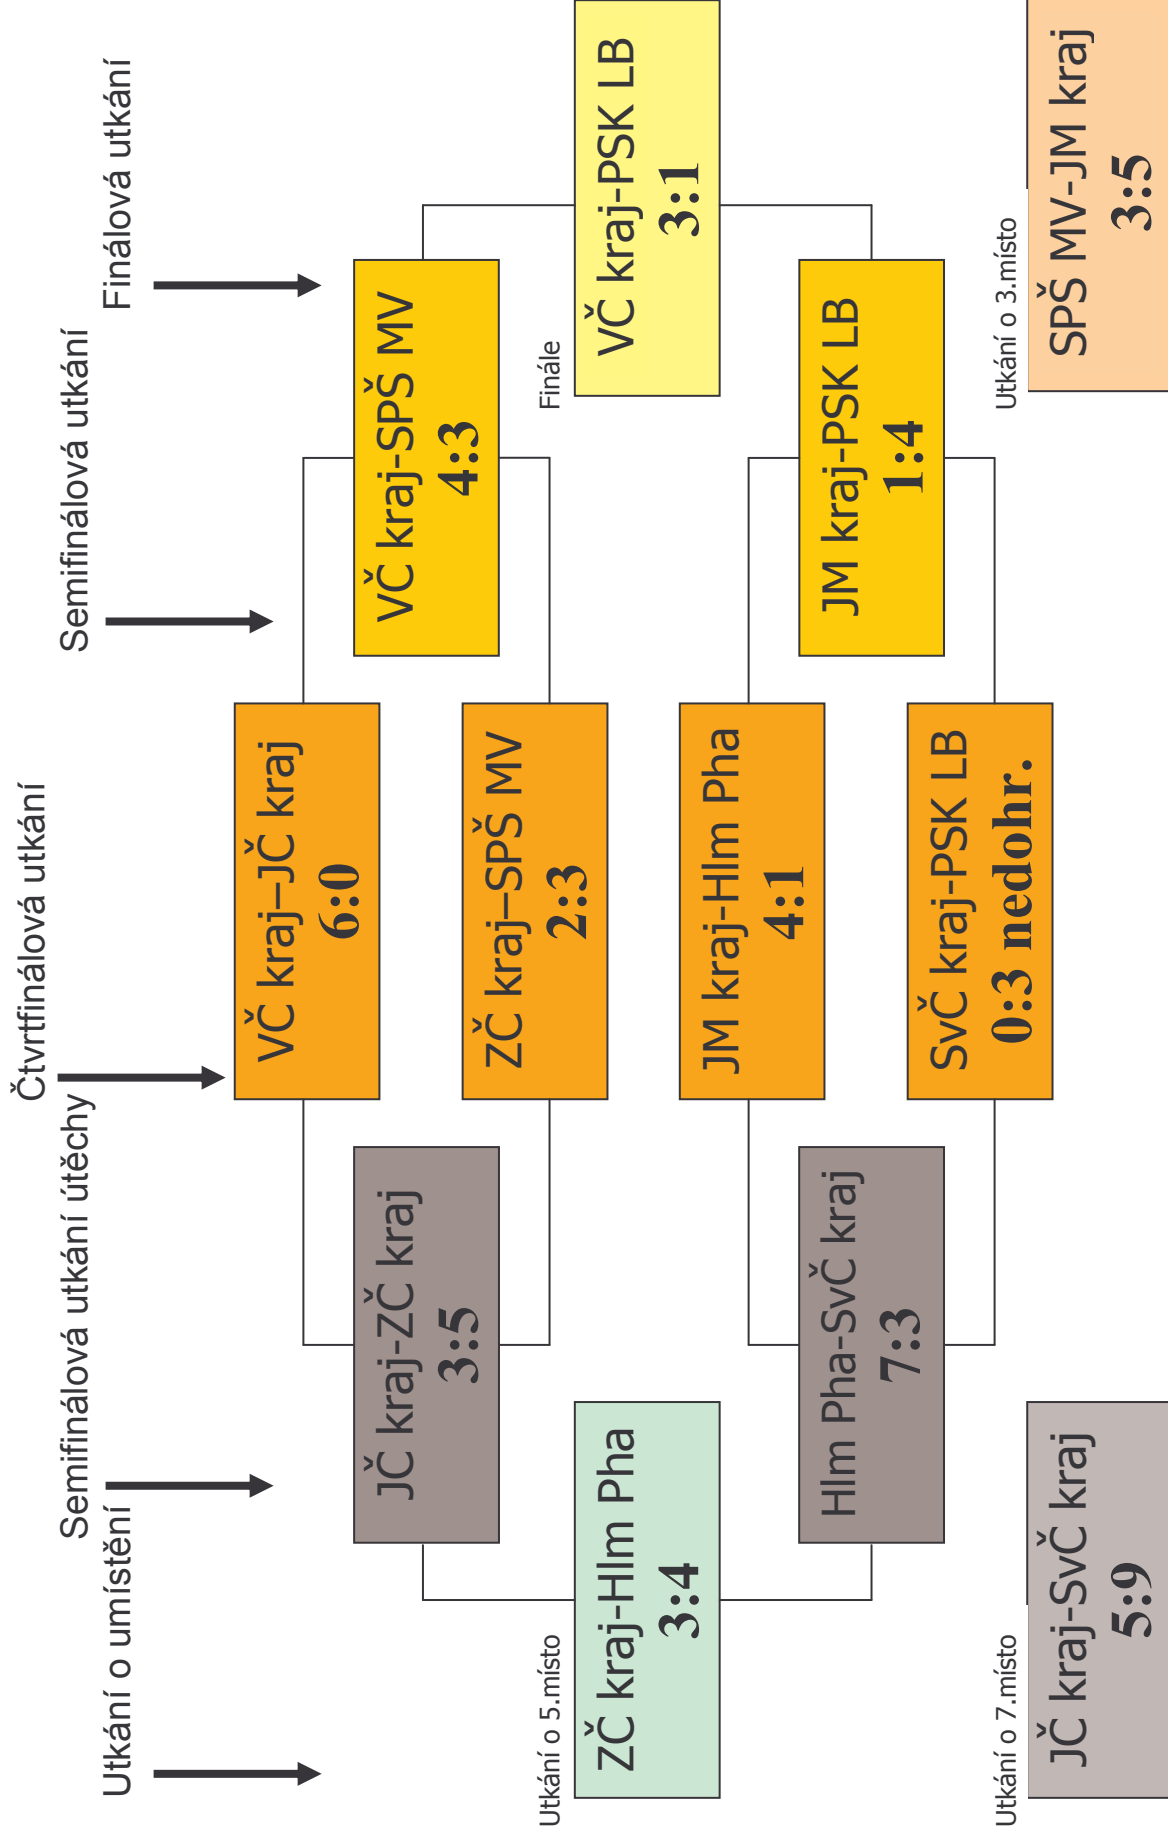 Čtvrtfinálová utkání
Semifinálová utkání útěchy
Semifinálová utkání
Utkání o umístění
Finálová utkání
VČ kraj–JČ kraj
6:0
JČ kraj-ZČ kraj
3:5
VČ kraj-SPŠ MV
4:3
ZČ kraj–SPŠ MV
2:3
Utkání o 5.místo
Finále
ZČ kraj-Hlm Pha
3:4
VČ kraj-PSK LB
3:1
JM kraj-Hlm Pha
4:1
Hlm Pha-SvČ kraj
7:3
JM kraj-PSK LB
1:4
SvČ kraj-PSK LB
0:3 nedohr.
Utkání o 7.místo
Utkání o 3.místo
JČ kraj-SvČ kraj
5:9
SPŠ MV-JM kraj
3:5